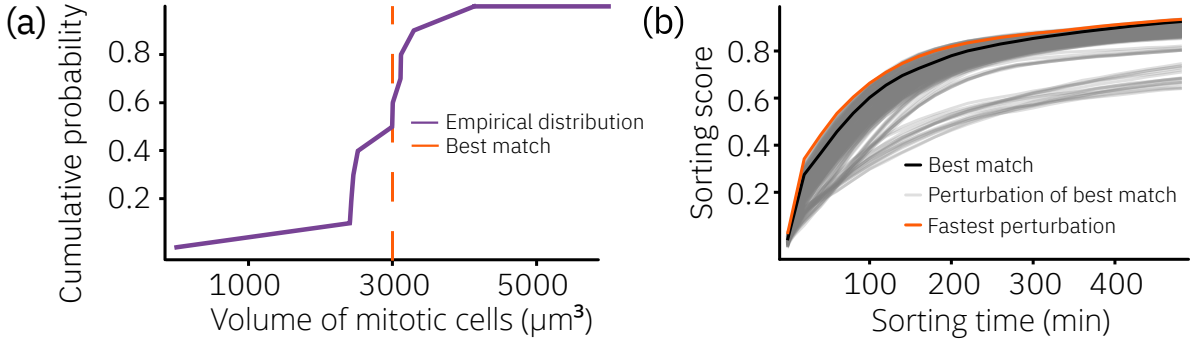 (a)
Cumulative probability
0.8
0.6
0.4
0.2
1000
3000
5000
Volume of mitotic cells (µm³)
Empirical distribution
Best match
(b)
Sorting score
0.8
0.6
0.4
0.2
100
200
300
400
Sorting time (min)
Best match
Perturbation of best match
Fastest perturbation